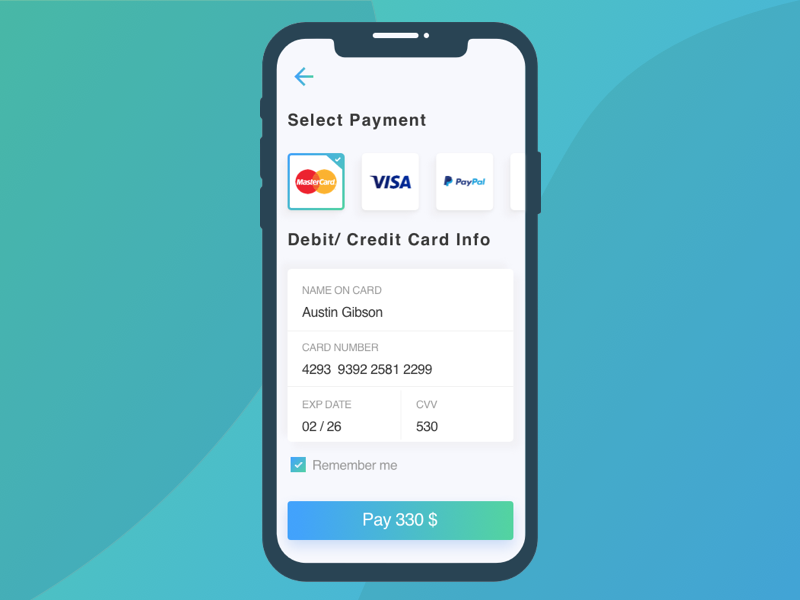 Select Payment
MasterCard
VISA
PayPal
Debit/ Credit Card Info
NAME ON CARD
Austin Gibson
CARD NUMBER
4293 9392 2581 2299
EXP DATE
CVV
02 / 26
530
Remember me
Pay 330 $